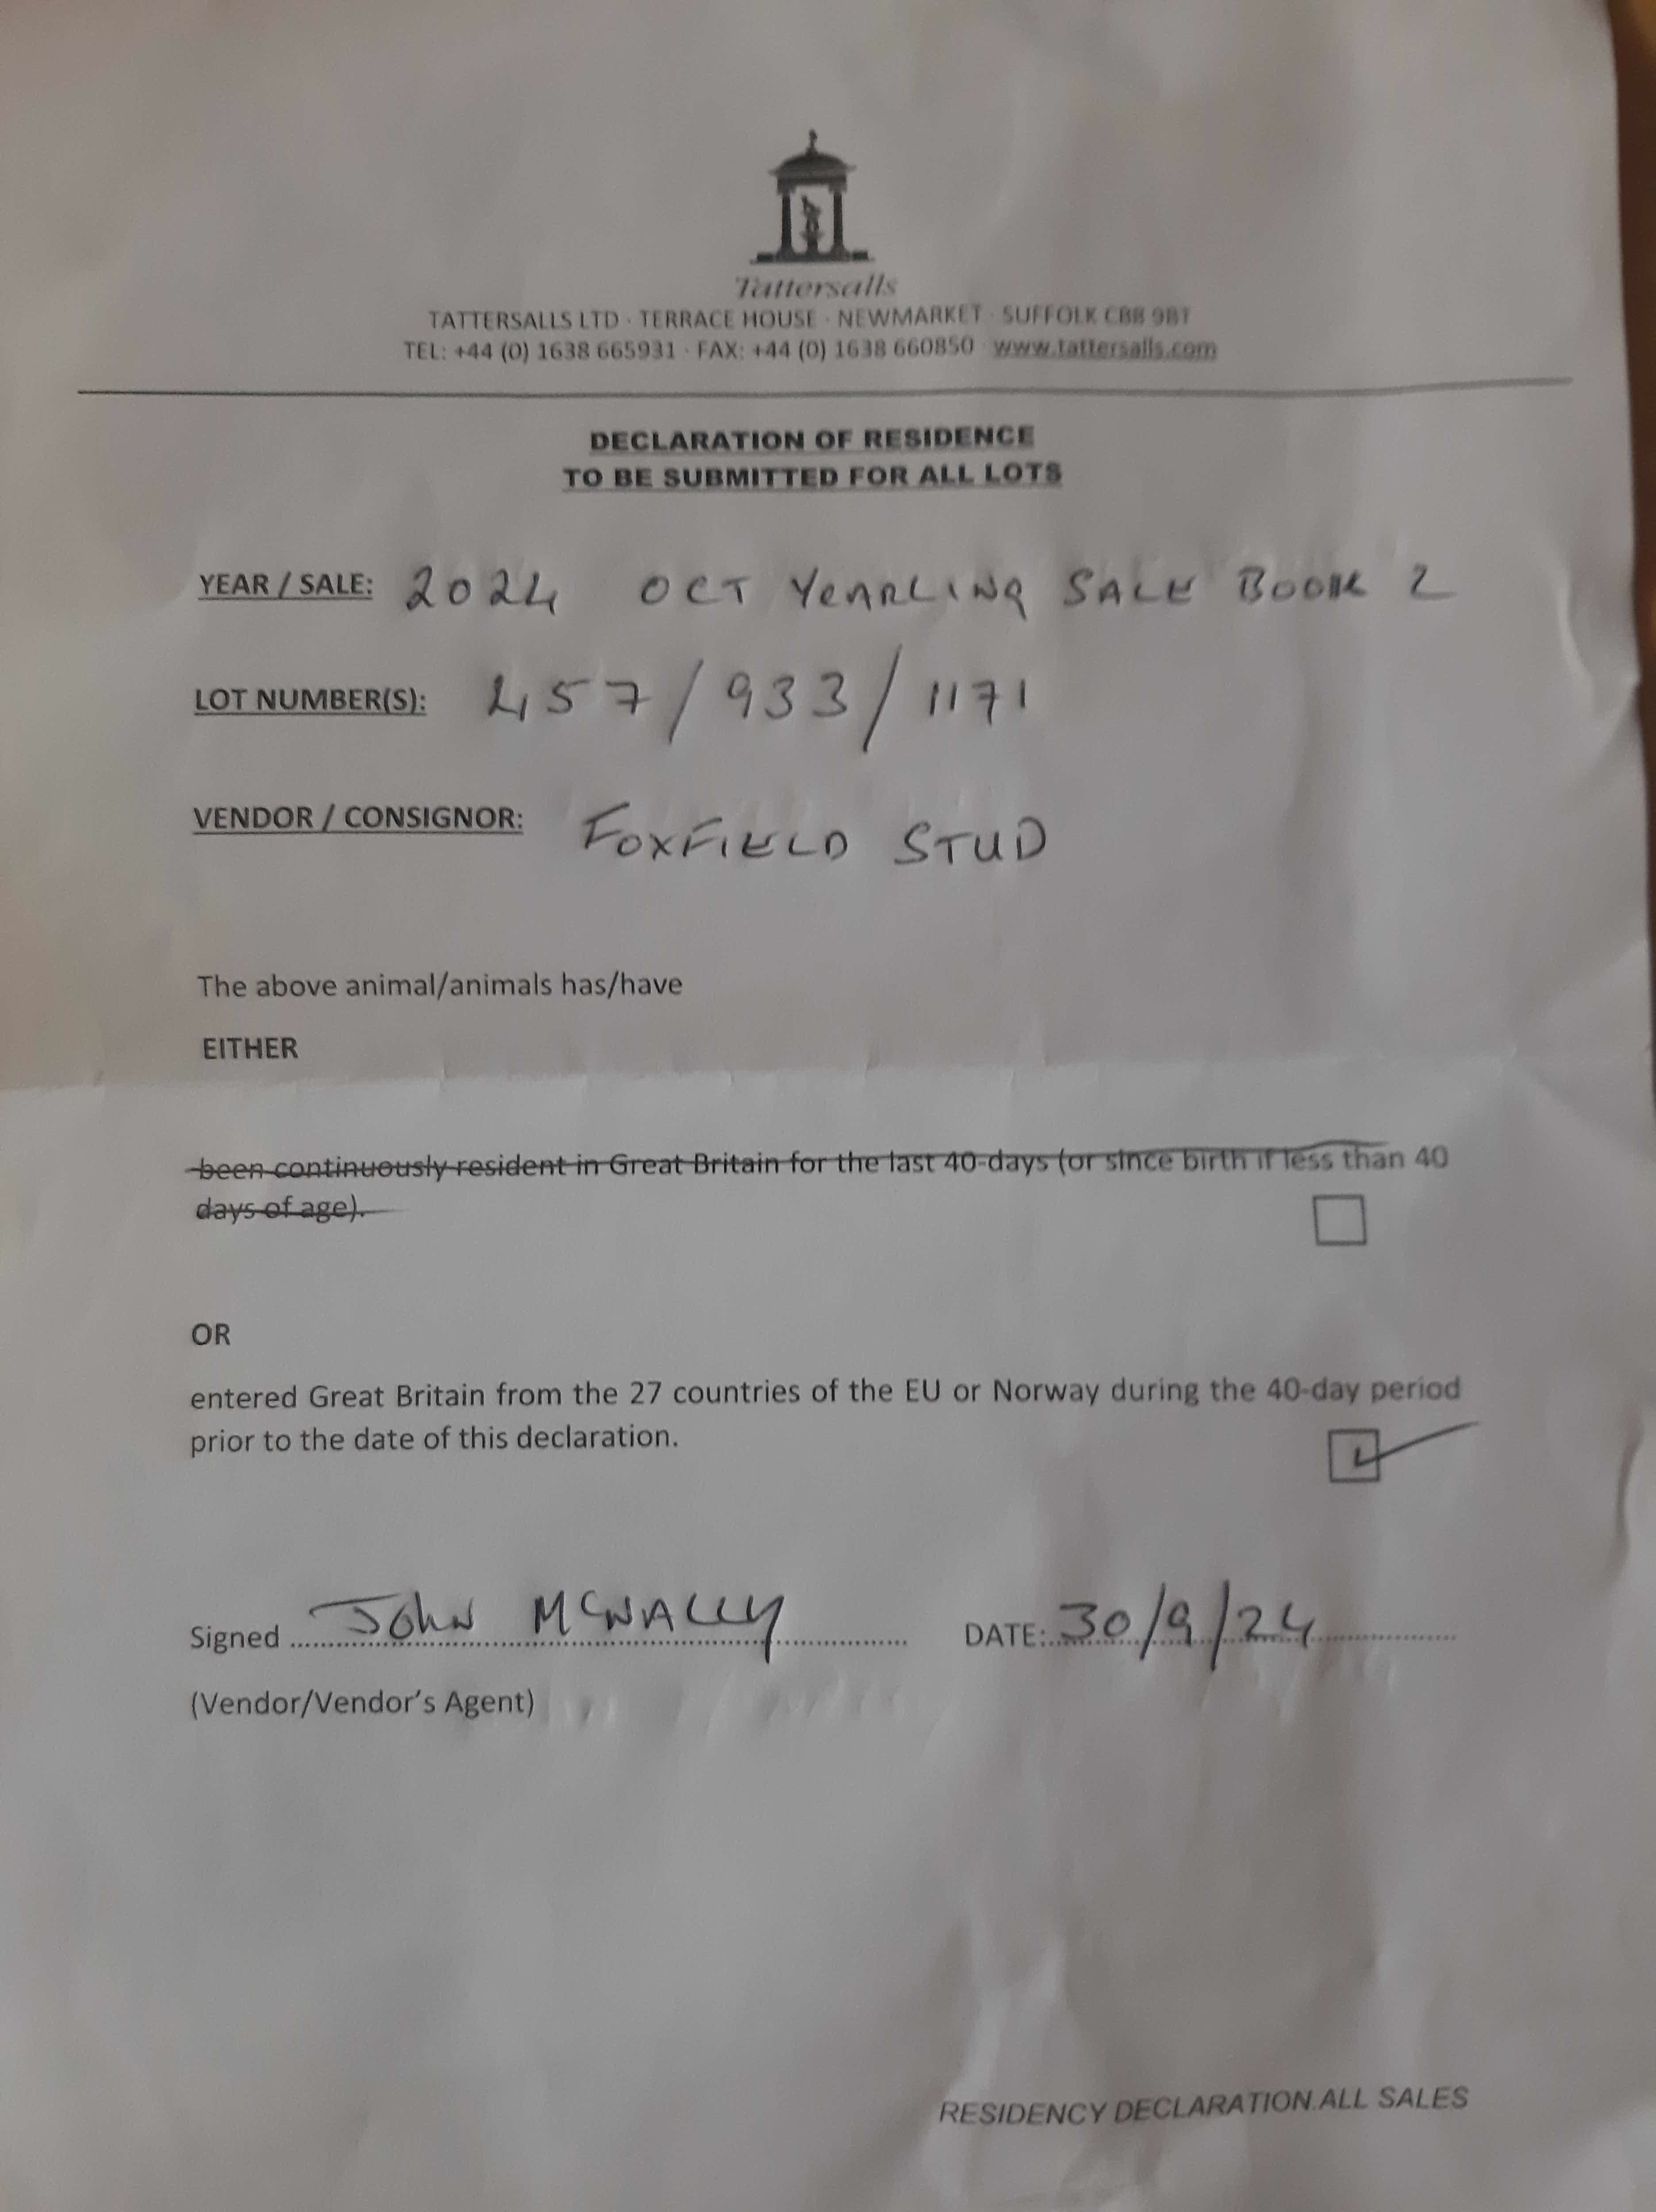 Tattersalls
TATTERSALLS LTD · TERRACE HOUSE · NEWMARKET · SUFFOLK CB8 9BT
TEL: +44 (0) 1638 665931 · FAX: +44 (0) 1638 660850 · www.tattersalls.com
DECLARATION OF RESIDENCE
TO BE SUBMITTED FOR ALL LOTS
YEAR / SALE: 2024 OCT YEARLING SALE BOOK 2
LOT NUMBER(S): 457/933/1171
VENDOR / CONSIGNOR: FOXFIELD STUD
The above animal/animals has/have
EITHER
been continuously resident in Great Britain for the last 40-days (or since birth if less than 40
days of age).
OR
entered Great Britain from the 27 countries of the EU or Norway during the 40-day period
prior to the date of this declaration.
Signed John McNally DATE: 30/9/24
(Vendor/Vendor's Agent)
RESIDENCY DECLARATION.ALL SALES